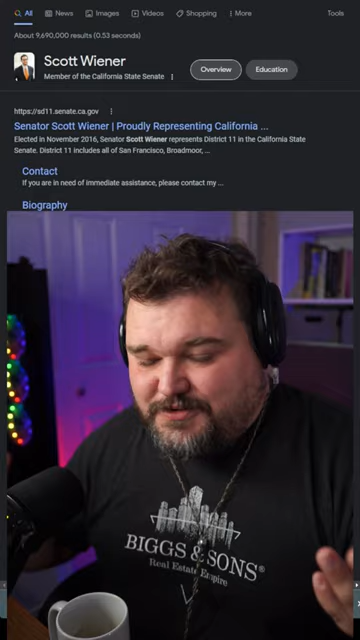 All
News
Images
Videos
Shopping
More
Tools
About 9,690,000 results (0.53 seconds)
Scott Wiener
Member of the California State Senate
Overview
Education
https://sd11.senate.ca.gov
Senator Scott Wiener | Proudly Representing California ...
Elected in November 2016, Senator Scott Wiener represents District 11 in the California State
Senate. District 11 includes all of San Francisco, Broadmoor, ...
Contact
If you are in need of immediate assistance, please contact my ...
Biography
BIGGS & SONS®
Real Estate Empire